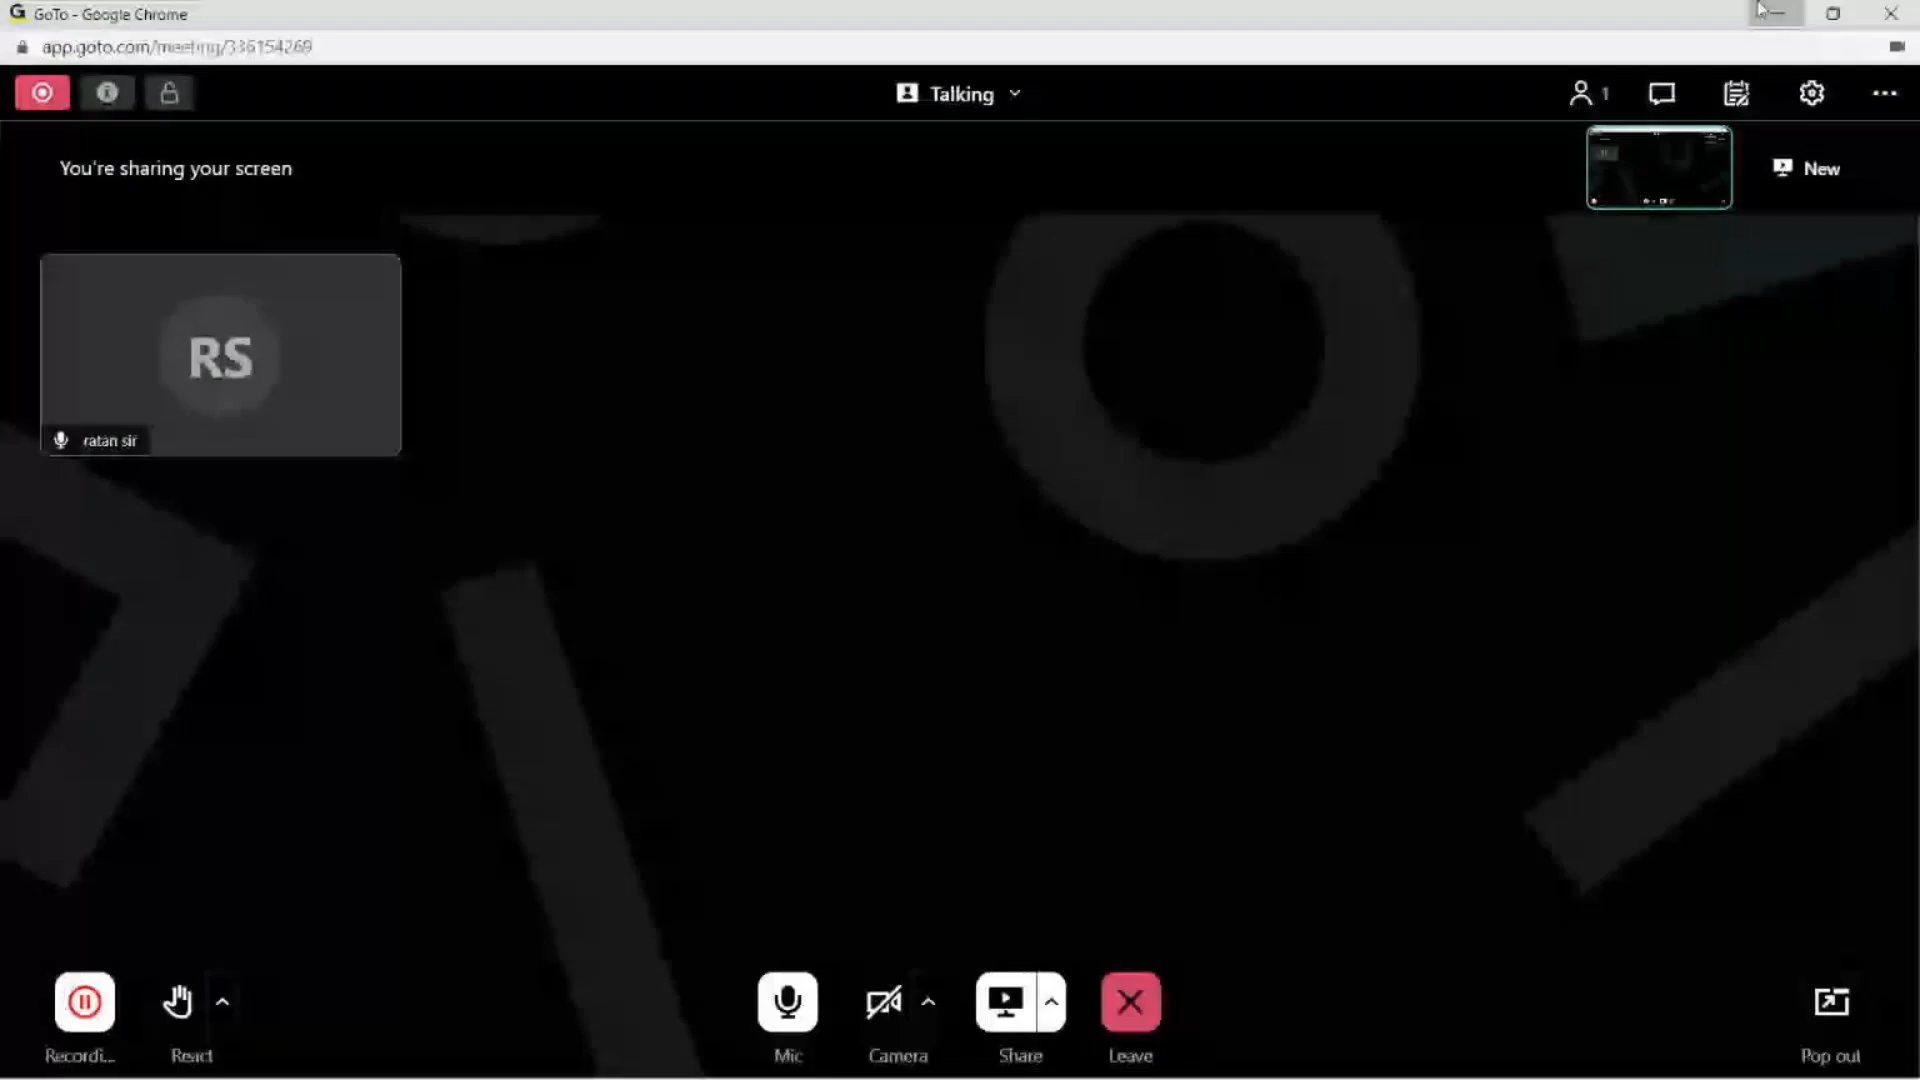 GoTo - Google Chrome
app.goto.com/meeting/336154269
Talking
1
You're sharing your screen
New
RS
ratan sir
Recordi...
React
Mic
Camera
Share
Leave
Pop out